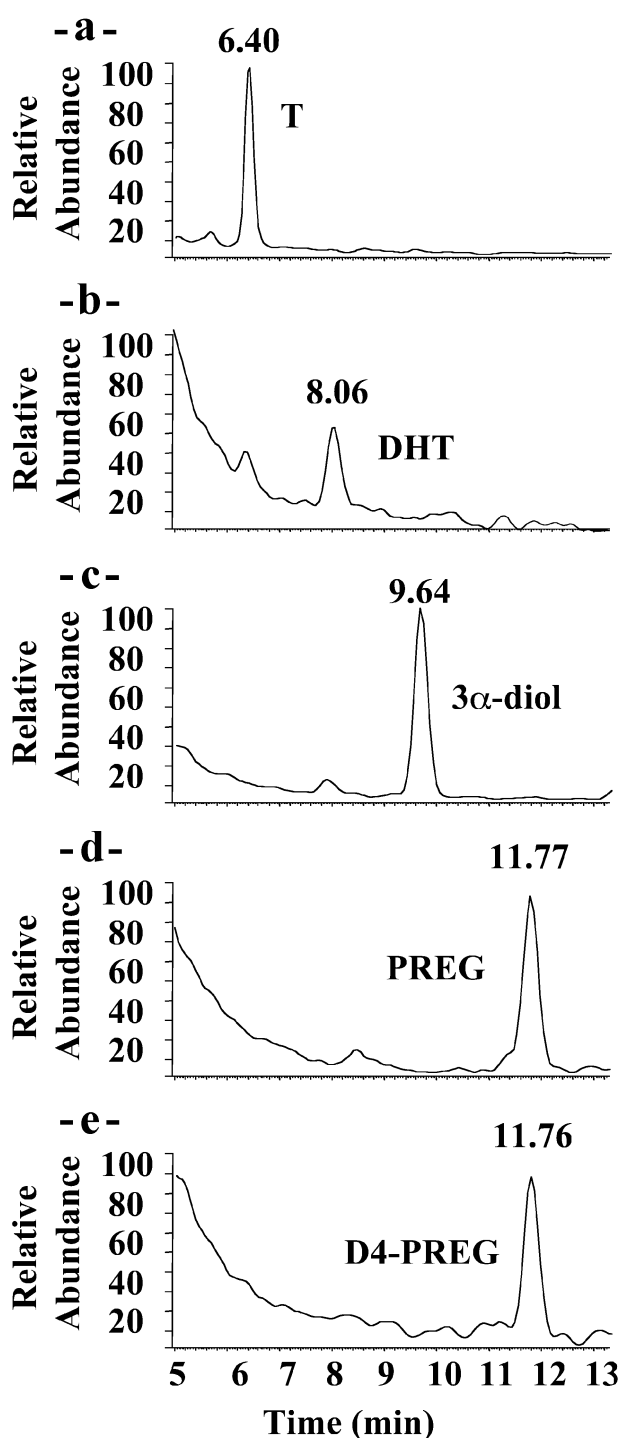 -a-
6.40
Relative
Abundance
100
80
60
40
20
T
-b-
8.06
Relative
Abundance
100
80
60
40
20
DHT
-c-
9.64
Relative
Abundance
100
80
60
40
20
3α-diol
-d-
11.77
Relative
Abundance
100
80
60
40
20
PREG
-e-
11.76
Relative
Abundance
100
80
60
40
20
D4-PREG
5 6 7 8 9 10 11 12 13
Time (min)